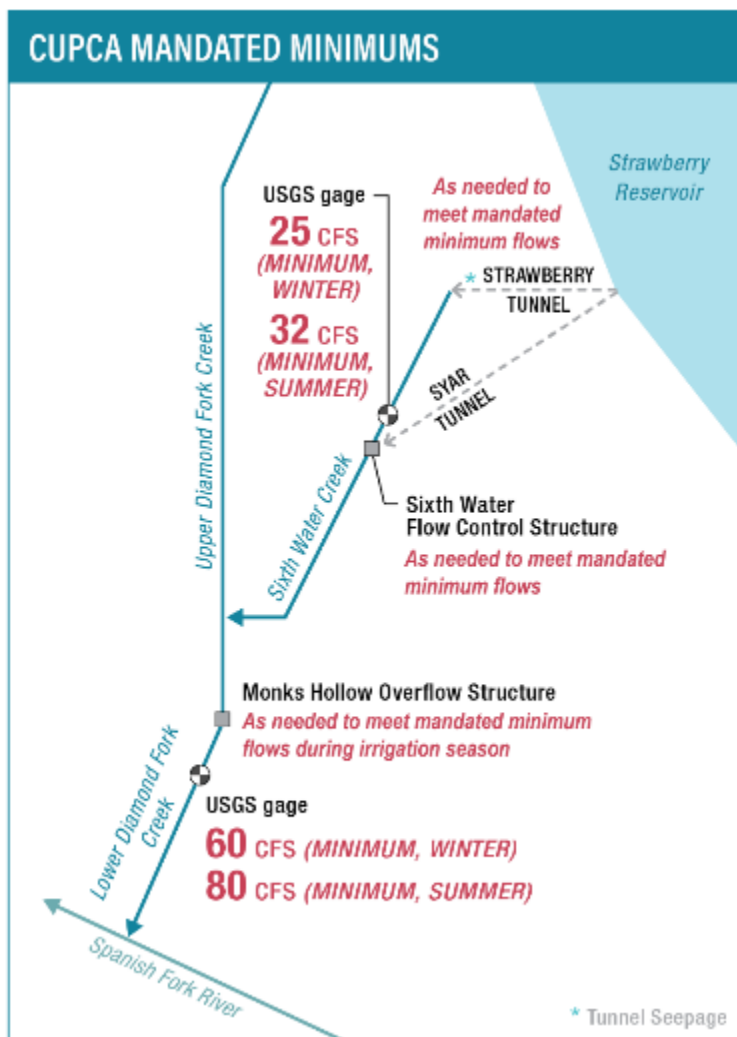 CUPCA MANDATED MINIMUMS
Strawberry
Reservoir
As needed to
meet mandated
minimum flows
USGS gage
25 CFS
(MINIMUM,
WINTER)
32 CFS
(MINIMUM,
SUMMER)
* STRAWBERRY
TUNNEL
SYAR
TUNNEL
Upper Diamond Fork Creek
Sixth Water Creek
Sixth Water
Flow Control Structure
As needed to meet mandated
minimum flows
Monks Hollow Overflow Structure
As needed to meet mandated minimum
flows during irrigation season
Lower Diamond Fork
Creek
USGS gage
60 CFS (MINIMUM, WINTER)
80 CFS (MINIMUM, SUMMER)
Spanish Fork River
* Tunnel Seepage